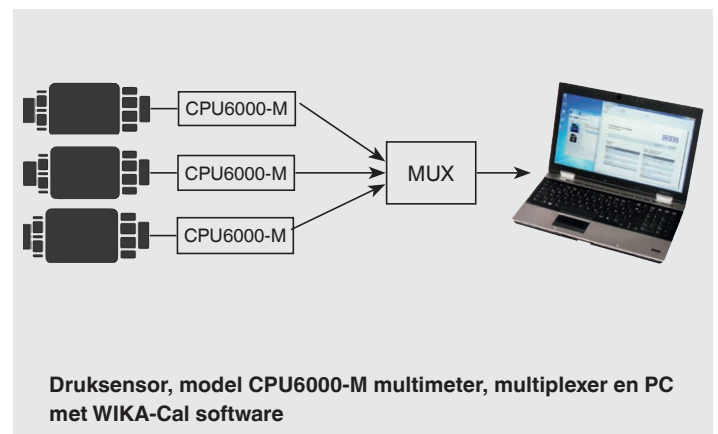 CPU6000-M
CPU6000-M
MUX
CPU6000-M
Druksensor, model CPU6000-M multimeter, multiplexer en PC
met WIKA-Cal software